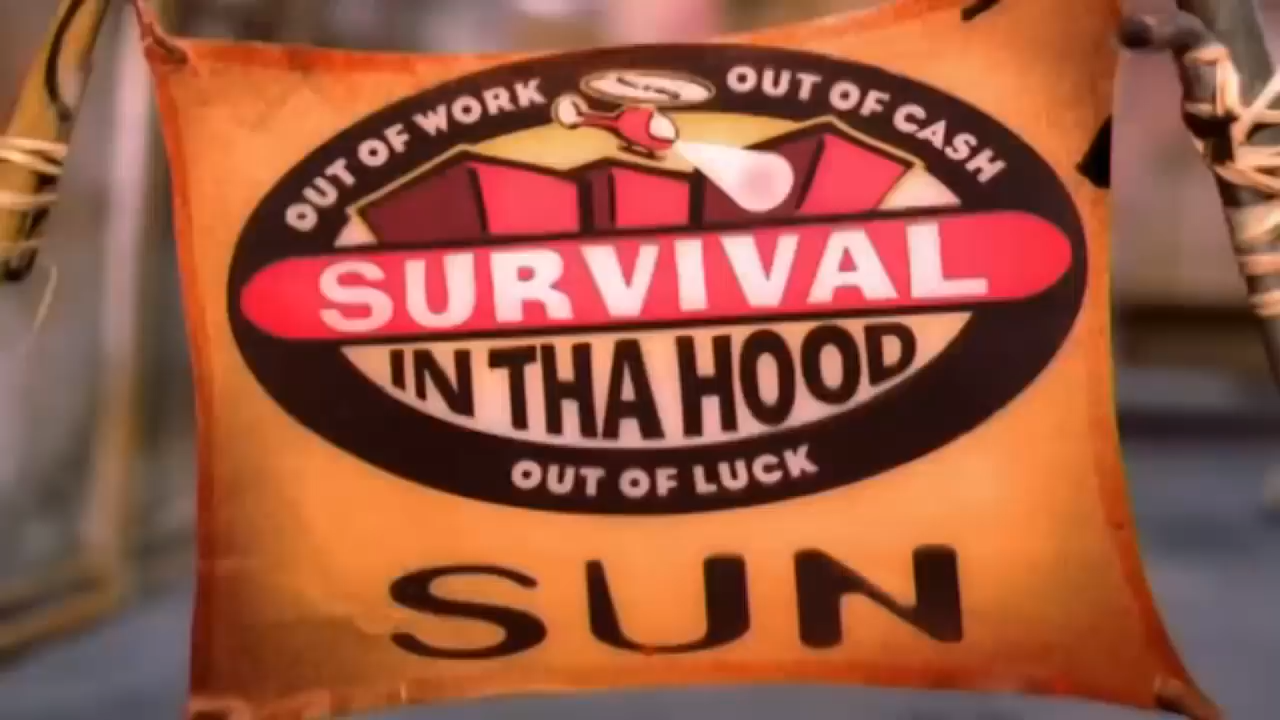 OUT OF WORK
OUT OF CASH
SURVIVAL
IN THA HOOD
OUT OF LUCK
SUN